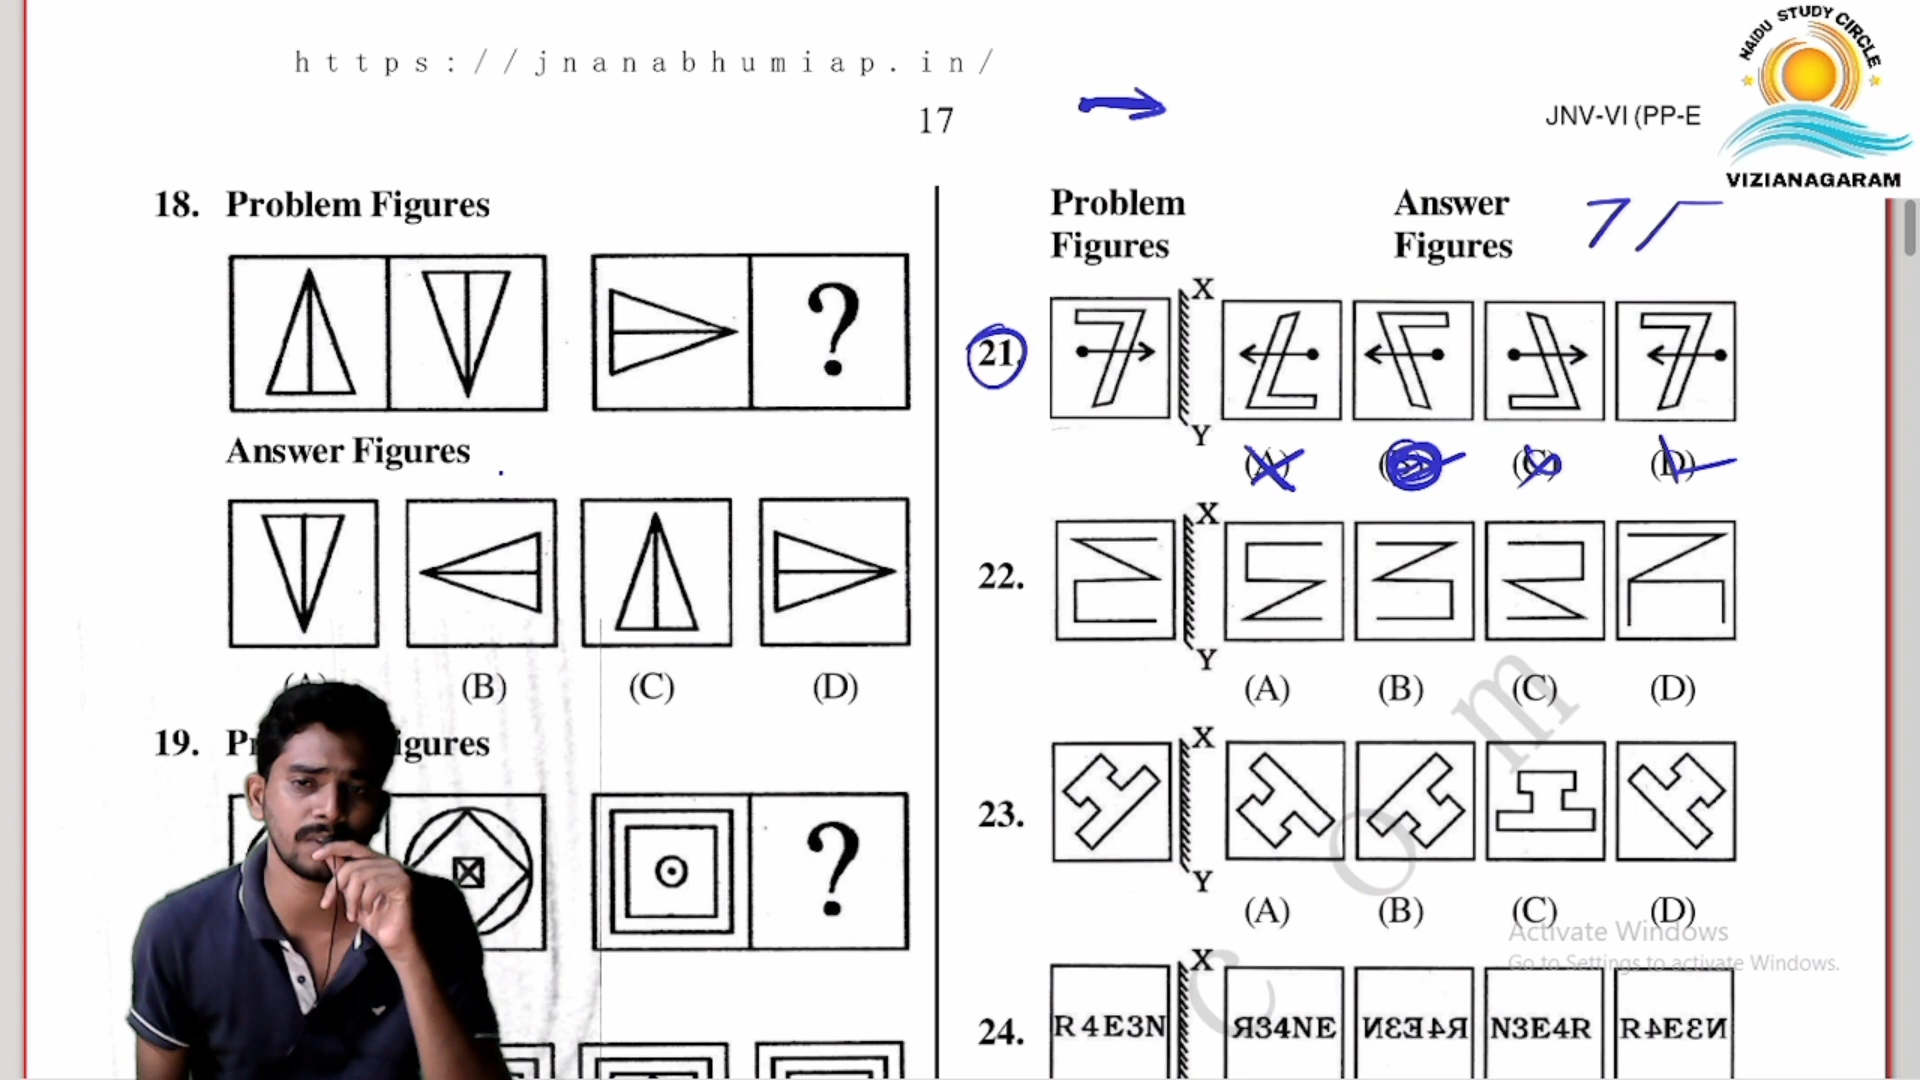 https://jnanabhumiap.in/
17
JNV-VI (PP-E
NAIDU STUDY CIRCLE
VIZIANAGARAM
18. Problem Figures
?
Answer Figures
(B) (C) (D)
19.
?
Problem Figures
Answer Figures
21.
X
Y
(A) (C) (D)
22.
X
Y
(A) (B) (C) (D)
23.
X
Y
(A) (B) (C) (D)
24.
X
R4E3N
N3E4R
com
Activate Windows
Go to Settings to activate Windows.